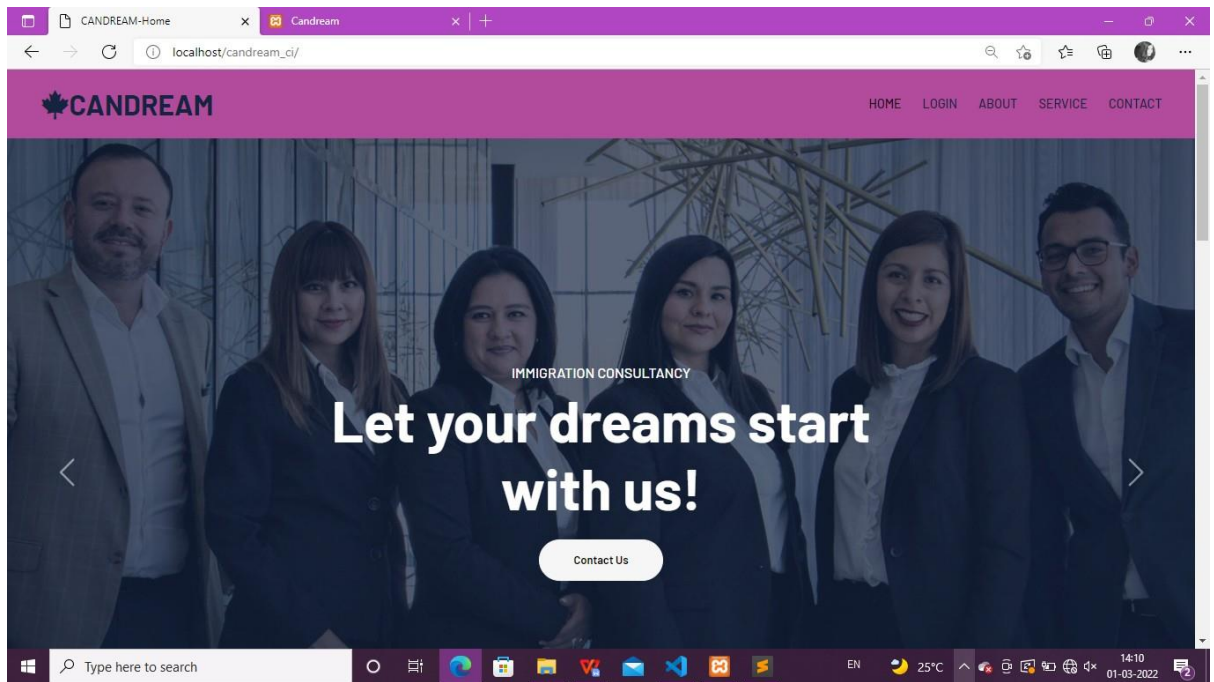 CANDREAM-Home
Candream
localhost/candream_ci/
CANDREAM
HOME LOGIN ABOUT SERVICE CONTACT
IMMIGRATION CONSULTANCY
Let your dreams start
with us!
Contact Us
Type here to search
EN
25°C
14:10
01-03-2022
2